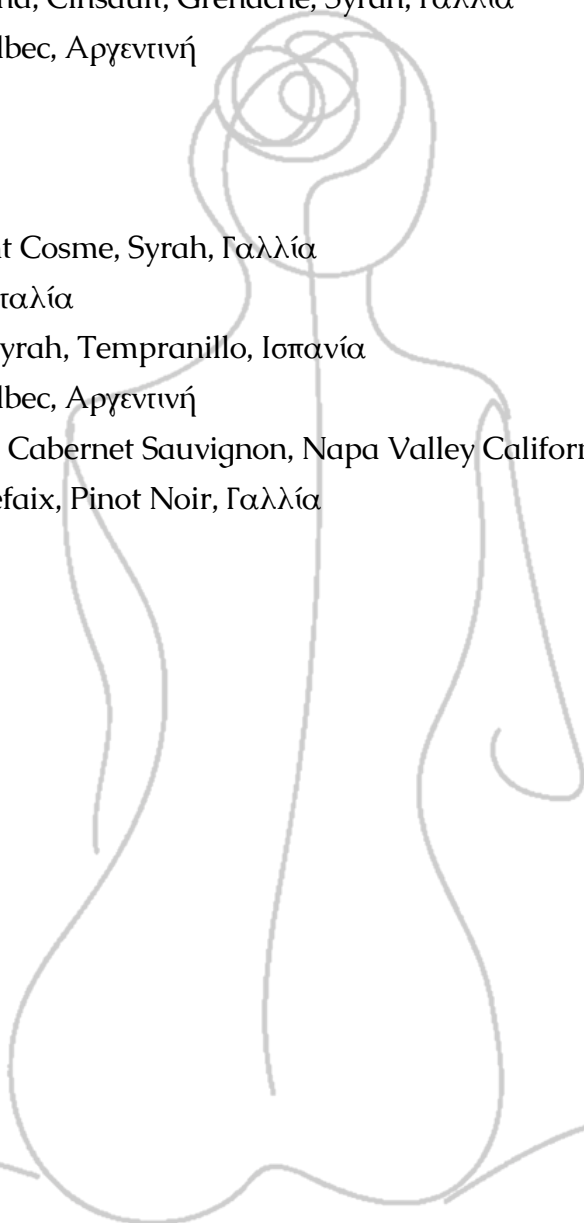 Cinsault, Grenache, Syrah, Γαλλία
lbec, Αργεντινή
t Cosme, Syrah, Γαλλία
ταλία
yrah, Tempranillo, Ισπανία
lbec, Αργεντινή
Cabernet Sauvignon, Napa Valley Californ
efaix, Pinot Noir, Γαλλία